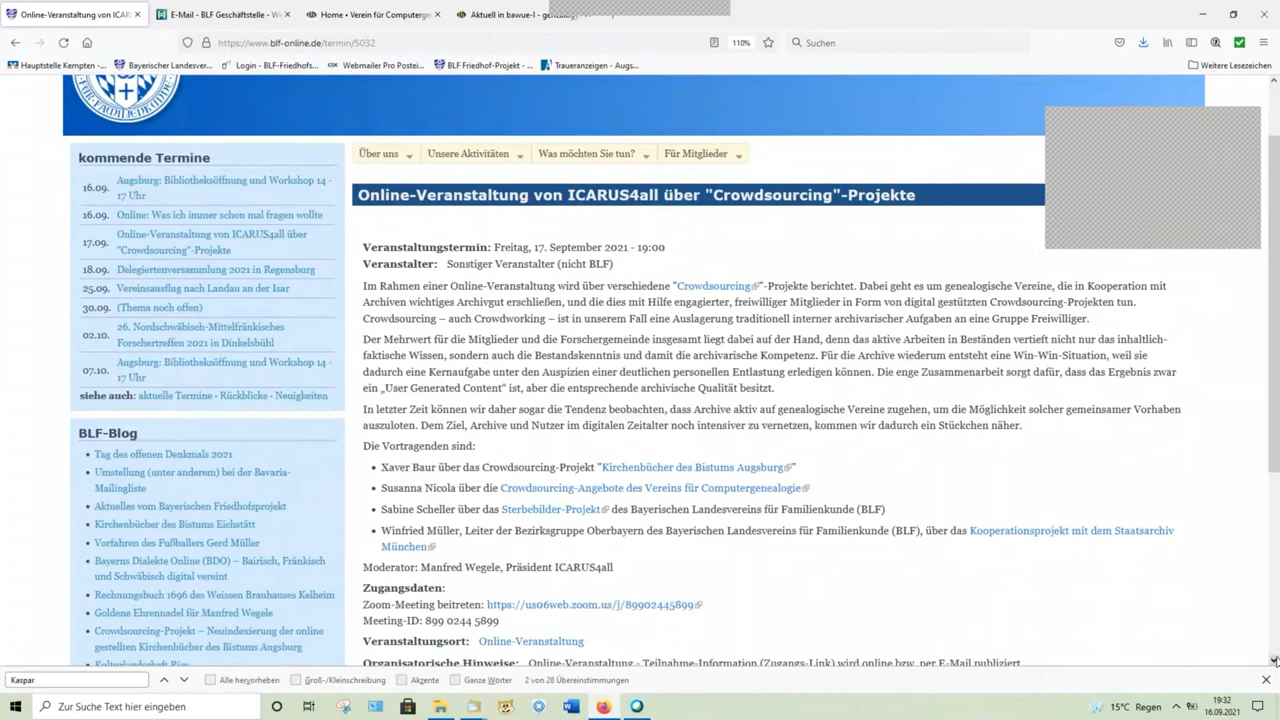 Online-Veranstaltung von ICAR
E-Mail - BLF Geschäftstelle - We
Home • Verein für Computerge
Aktuell in bawue-l - genealogy
https://www.blf-online.de/termin/5032
110%
Suchen
Hauptstelle Kempten -...
Bayerischer Landesver...
Login - BLF-Friedhofs...
Webmailer Pro Postei...
BLF Friedhof-Projekt - ...
Traueranzeigen - Augs...
Weitere Lesezeichen
kommende Termine
16.09. Augsburg: Bibliotheksöffnung und Workshop 14 -
17 Uhr
16.09. Online: Was ich immer schon mal fragen wollte
17.09. Online-Veranstaltung von ICARUS4all über
"Crowdsourcing"-Projekte
18.09. Delegiertenversammlung 2021 in Regensburg
25.09. Vereinsausflug nach Landau an der Isar
30.09. (Thema noch offen)
02.10. 26. Nordschwäbisch-Mittelfränkisches
Forschertreffen 2021 in Dinkelsbühl
07.10. Augsburg: Bibliotheksöffnung und Workshop 14 -
17 Uhr
siehe auch: aktuelle Termine · Rückblicke · Neuigkeiten
BLF-Blog
• Tag des offenen Denkmals 2021
• Umstellung (unter anderem) bei der Bavaria-
Mailingliste
• Aktuelles vom Bayerischen Friedhofsprojekt
• Kirchenbücher des Bistums Eichstätt
• Vorfahren des Fußballers Gerd Müller
• Bayerns Dialekte Online (BDO) – Bairisch, Fränkisch
und Schwäbisch digital vereint
• Rechnungsbuch 1696 des Weissen Brauhauses Kelheim
• Goldene Ehrennadel für Manfred Wegele
• Crowdsourcing-Projekt – Neuindexierung der online
gestellten Kirchenbücher des Bistums Augsburg
• Kulturlandschaft Ries
Über uns
Unsere Aktivitäten
Was möchten Sie tun?
Für Mitglieder
Online-Veranstaltung von ICARUS4all über "Crowdsourcing"-Projekte
Veranstaltungstermin: Freitag, 17. September 2021 - 19:00
Veranstalter: Sonstiger Veranstalter (nicht BLF)
Im Rahmen einer Online-Veranstaltung wird über verschiedene "Crowdsourcing"-Projekte berichtet. Dabei geht es um genealogische Vereine, die in Kooperation mit
Archiven wichtiges Archivgut erschließen, und die dies mit Hilfe engagierter, freiwilliger Mitglieder in Form von digital gestützten Crowdsourcing-Projekten tun.
Crowdsourcing – auch Crowdworking – ist in unserem Fall eine Auslagerung traditionell interner archivarischer Aufgaben an eine Gruppe Freiwilliger.
Der Mehrwert für die Mitglieder und die Forschergemeinde insgesamt liegt dabei auf der Hand, denn das aktive Arbeiten in Beständen vertieft nicht nur das inhaltlich-
faktische Wissen, sondern auch die Bestandskenntnis und damit die archivarische Kompetenz. Für die Archive wiederum entsteht eine Win-Win-Situation, weil sie
dadurch eine Kernaufgabe unter den Auspizien einer deutlichen personellen Entlastung erledigen können. Die enge Zusammenarbeit sorgt dafür, dass das Ergebnis zwar
ein „User Generated Content“ ist, aber die entsprechende archivische Qualität besitzt.
In letzter Zeit können wir daher sogar die Tendenz beobachten, dass Archive aktiv auf genealogische Vereine zugehen, um die Möglichkeit solcher gemeinsamer Vorhaben
auszuloten. Dem Ziel, Archive und Nutzer im digitalen Zeitalter noch intensiver zu vernetzen, kommen wir dadurch ein Stückchen näher.
Die Vortragenden sind:
• Xaver Baur über das Crowdsourcing-Projekt "Kirchenbücher des Bistums Augsburg"
• Susanna Nicola über die Crowdsourcing-Angebote des Vereins für Computergenealogie
• Sabine Scheller über das Sterbebilder-Projekt des Bayerischen Landesvereins für Familienkunde (BLF)
• Winfried Müller, Leiter der Bezirksgruppe Oberbayern des Bayerischen Landesvereins für Familienkunde (BLF), über das Kooperationsprojekt mit dem Staatsarchiv
München
Moderator: Manfred Wegele, Präsident ICARUS4all
Zugangsdaten:
Zoom-Meeting beitreten: https://us06web.zoom.us/j/89902445899
Meeting-ID: 899 0244 5899
Veranstaltungsort: Online-Veranstaltung
Organisatorische Hinweise: Online-Veranstaltung - Teilnahme-Information (Zugangs-Link) wird online bzw. per E-Mail publiziert
Kaspar
Alle hervorheben
Groß-/Kleinschreibung
Akzente
Ganze Wörter
2 von 28 Übereinstimmungen
Zur Suche Text hier eingeben
15°C Regen
19:32
16.09.2021